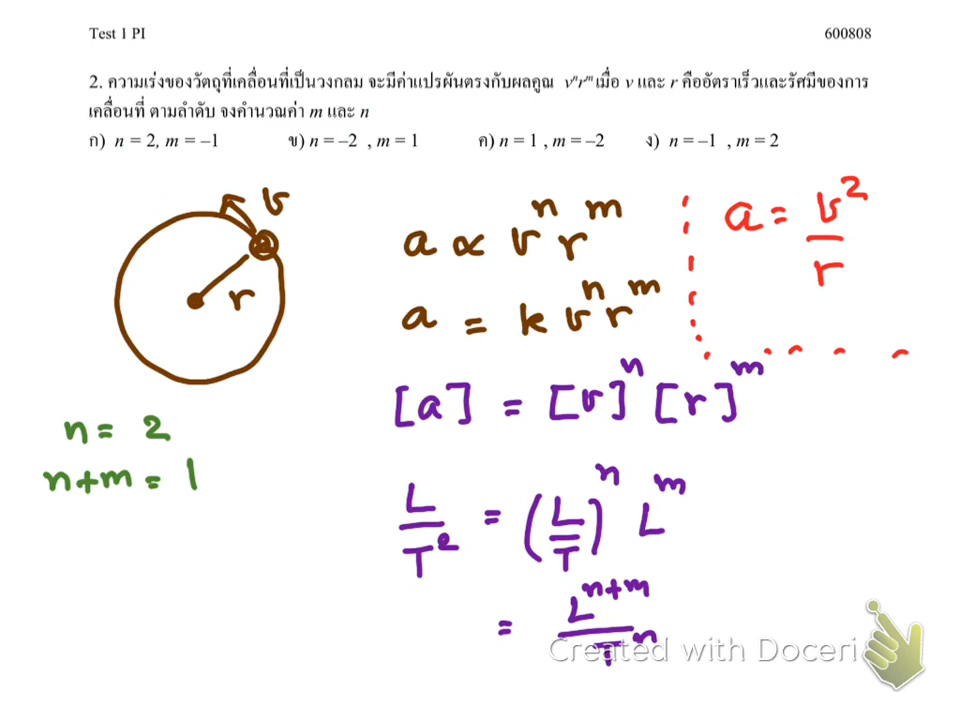 Test 1 PI 600808
2. ความเร่งของวัตถุที่เคลื่อนที่เป็นวงกลม จะมีค่าแปรผันตรงกับผลคูณ vⁿrᵐ เมื่อ v และ r คืออัตราเร็วและรัศมีของการ
เคลื่อนที่ ตามลำดับ จงคำนวณค่า m และ n
ก) n = 2, m = –1 ข) n = –2 , m = 1 ค) n = 1 , m = –2 ง) n = –1 , m = 2
v
r
a ∝ vⁿ rᵐ
a = k vⁿ rᵐ
a = v²/r
[a] = [v]ⁿ [r]ᵐ
n = 2
n+m = 1
L/T² = (L/T)ⁿ Lᵐ
= Lⁿ⁺ᵐ/Tⁿ
Created with Doceri